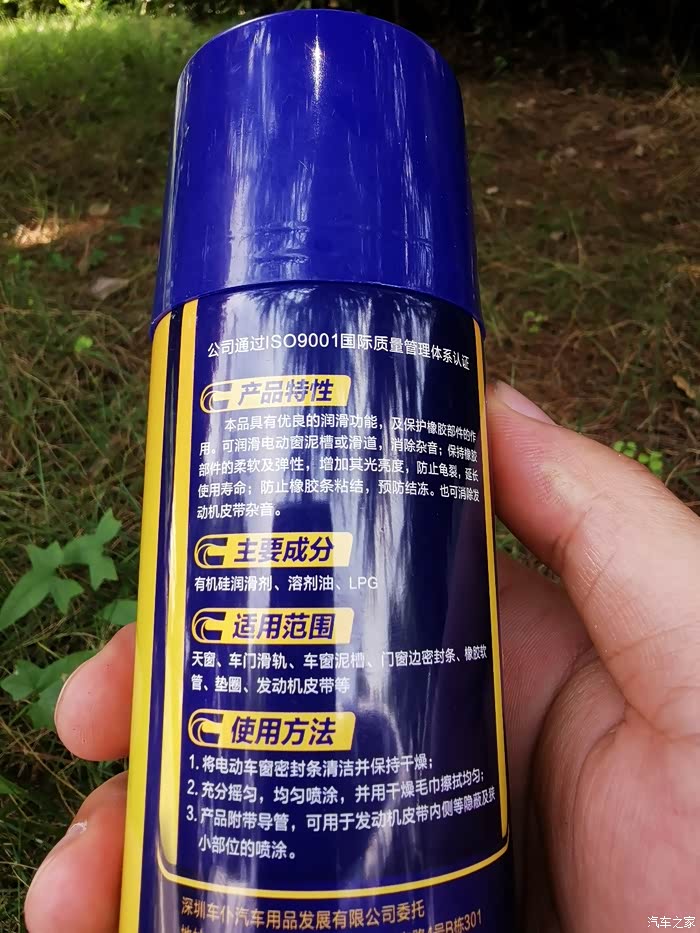 公司通过ISO9001国际质量管理体系认证
产品特性
本品具有优良的润滑功能，及保护橡胶部件的作
用。可润滑电动窗泥槽或滑道，消除杂音；保持橡胶
部件的柔软及弹性，增加其光亮度，防止龟裂，延长
使用寿命；防止橡胶条粘结，预防结冻。也可消除发
动机皮带杂音。
主要成分
有机硅润滑剂、溶剂油、LPG
适用范围
天窗、车门滑轨、车窗泥槽、门窗边密封条、橡胶软
管、垫圈、发动机皮带等
使用方法
1.将电动车窗密封条清洁并保持干燥；
2.充分摇匀，均匀喷涂，并用干燥毛巾擦拭均匀；
3.产品附带导管，可用于发动机皮带内侧等隐蔽及狭
小部位的喷涂。
深圳车仆汽车用品发展有限公司委托
路4号B栋301
汽车之家